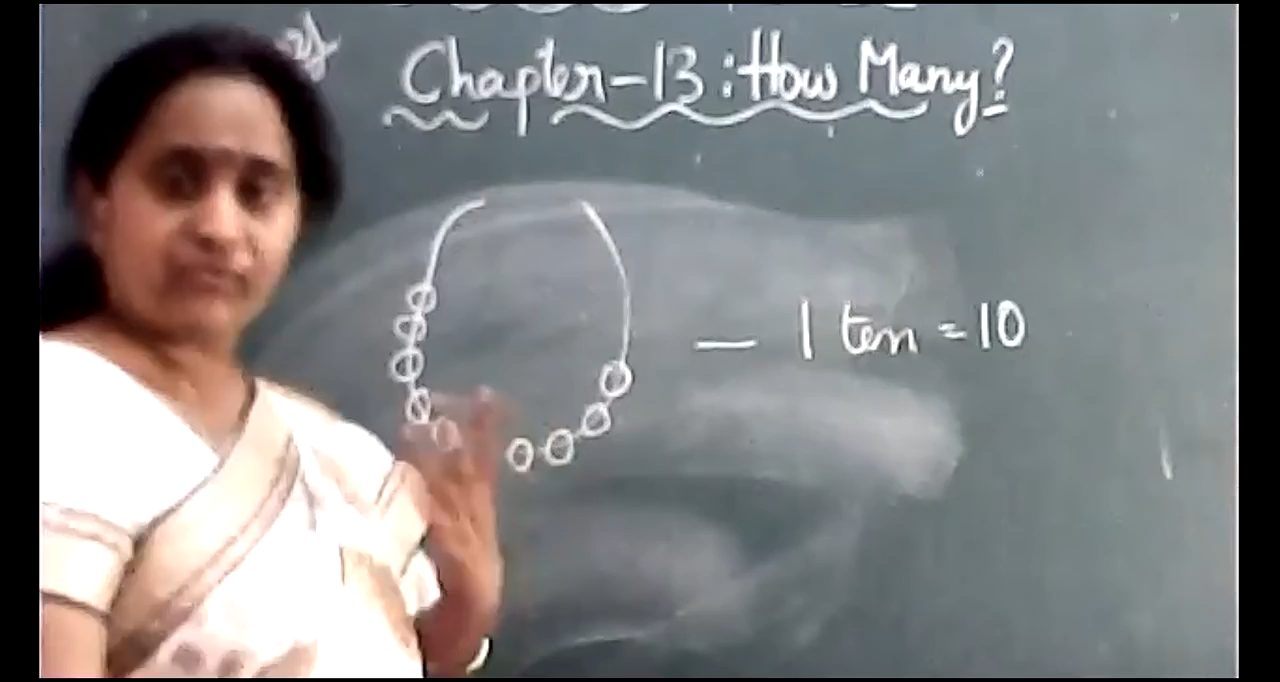 Chapter-13: How Many?
— 1 ten = 10